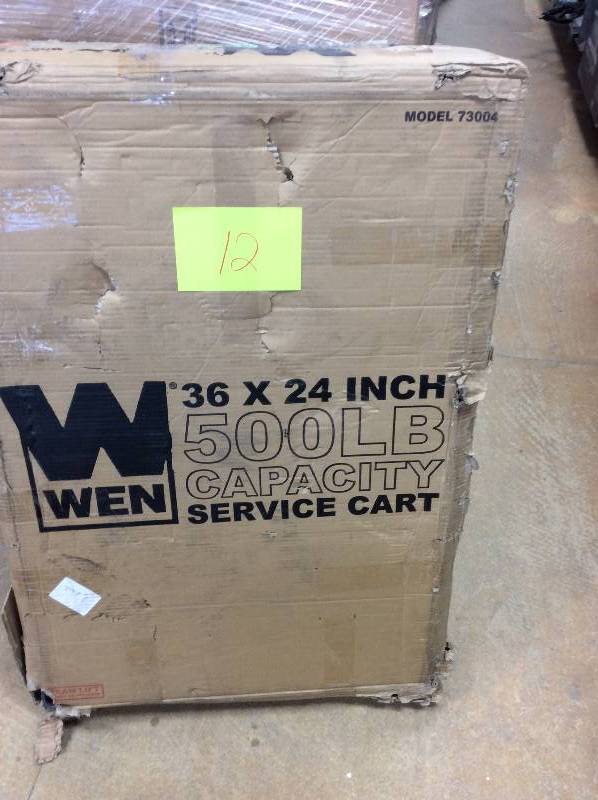 MODEL 73004
12
W®
WEN
36 X 24 INCH
500LB
CAPACITY
SERVICE CART